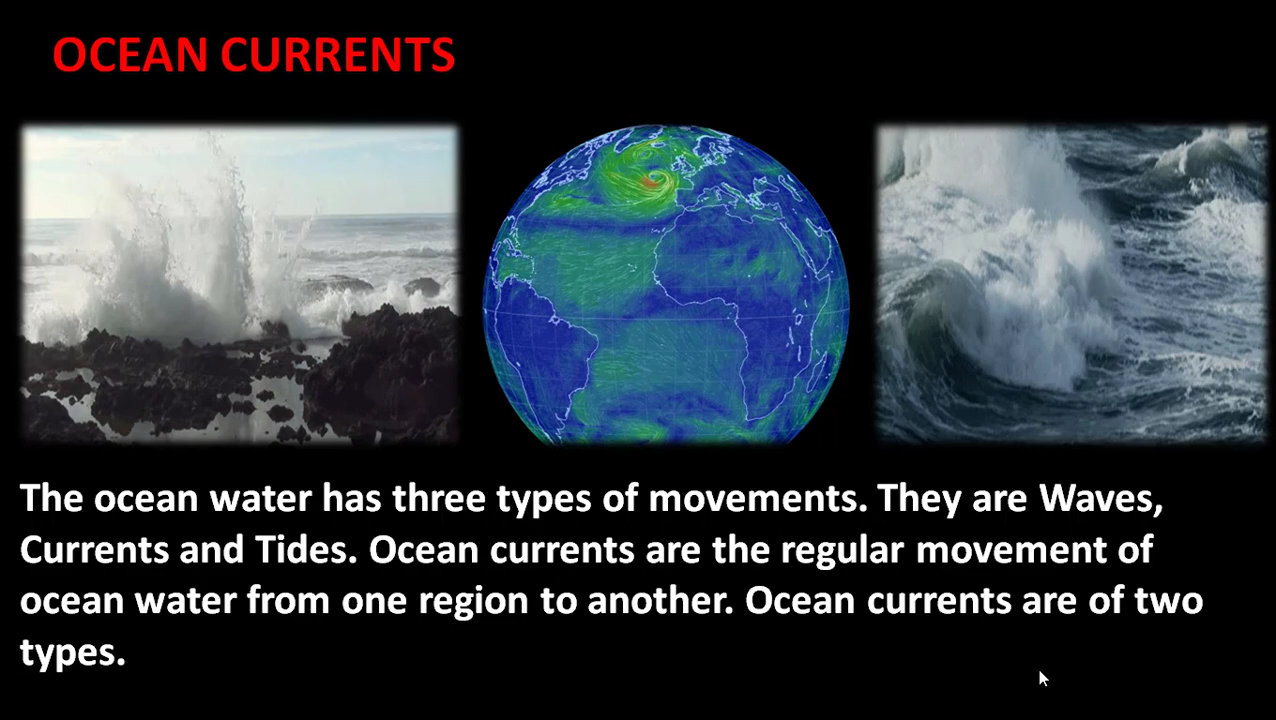 OCEAN CURRENTS
The ocean water has three types of movements. They are Waves,
Currents and Tides. Ocean currents are the regular movement of
ocean water from one region to another. Ocean currents are of two
types.